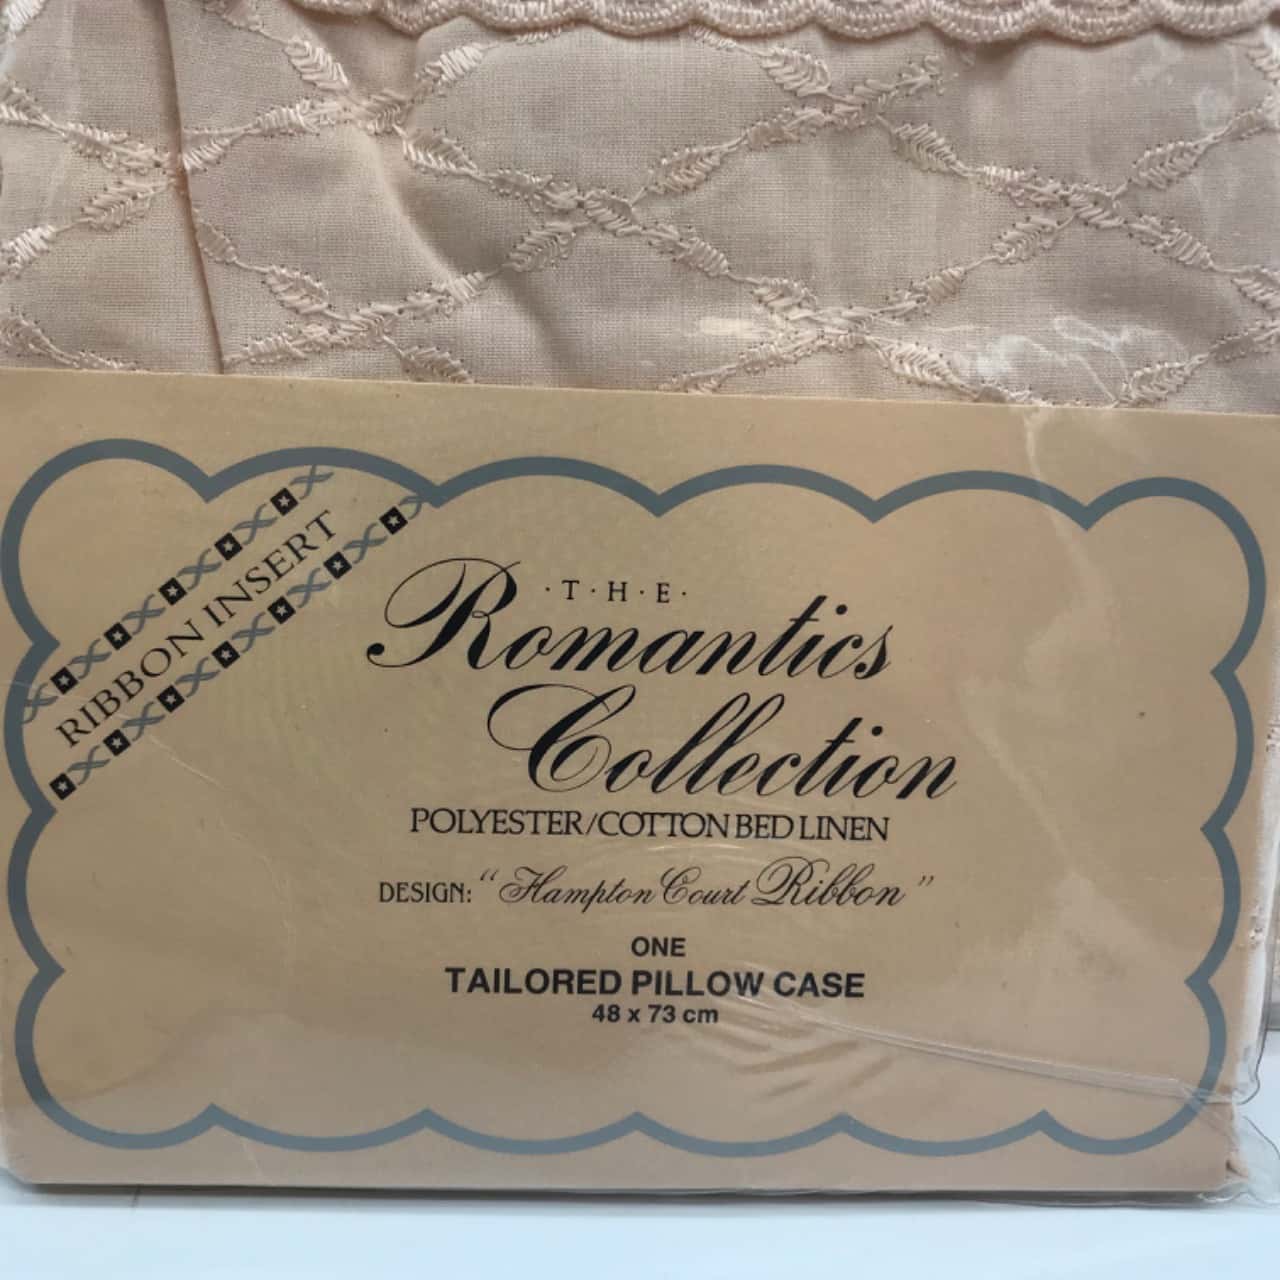 RIBBON INSERT
·T·H·E·
Romantics
Collection
POLYESTER/COTTON BED LINEN
DESIGN: "Hampton Court Ribbon"
ONE
TAILORED PILLOW CASE
48 x 73 cm